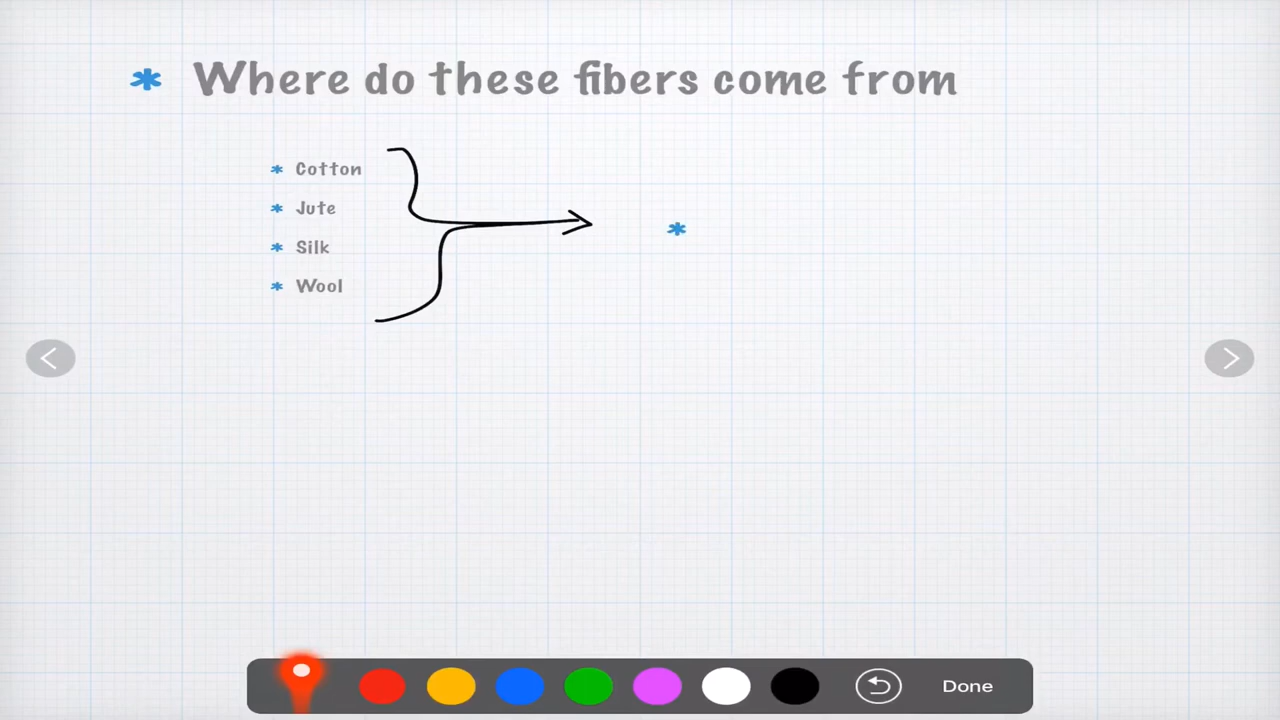 * Where do these fibers come from
* Cotton
* Jute
* Silk
* Wool
*
Done